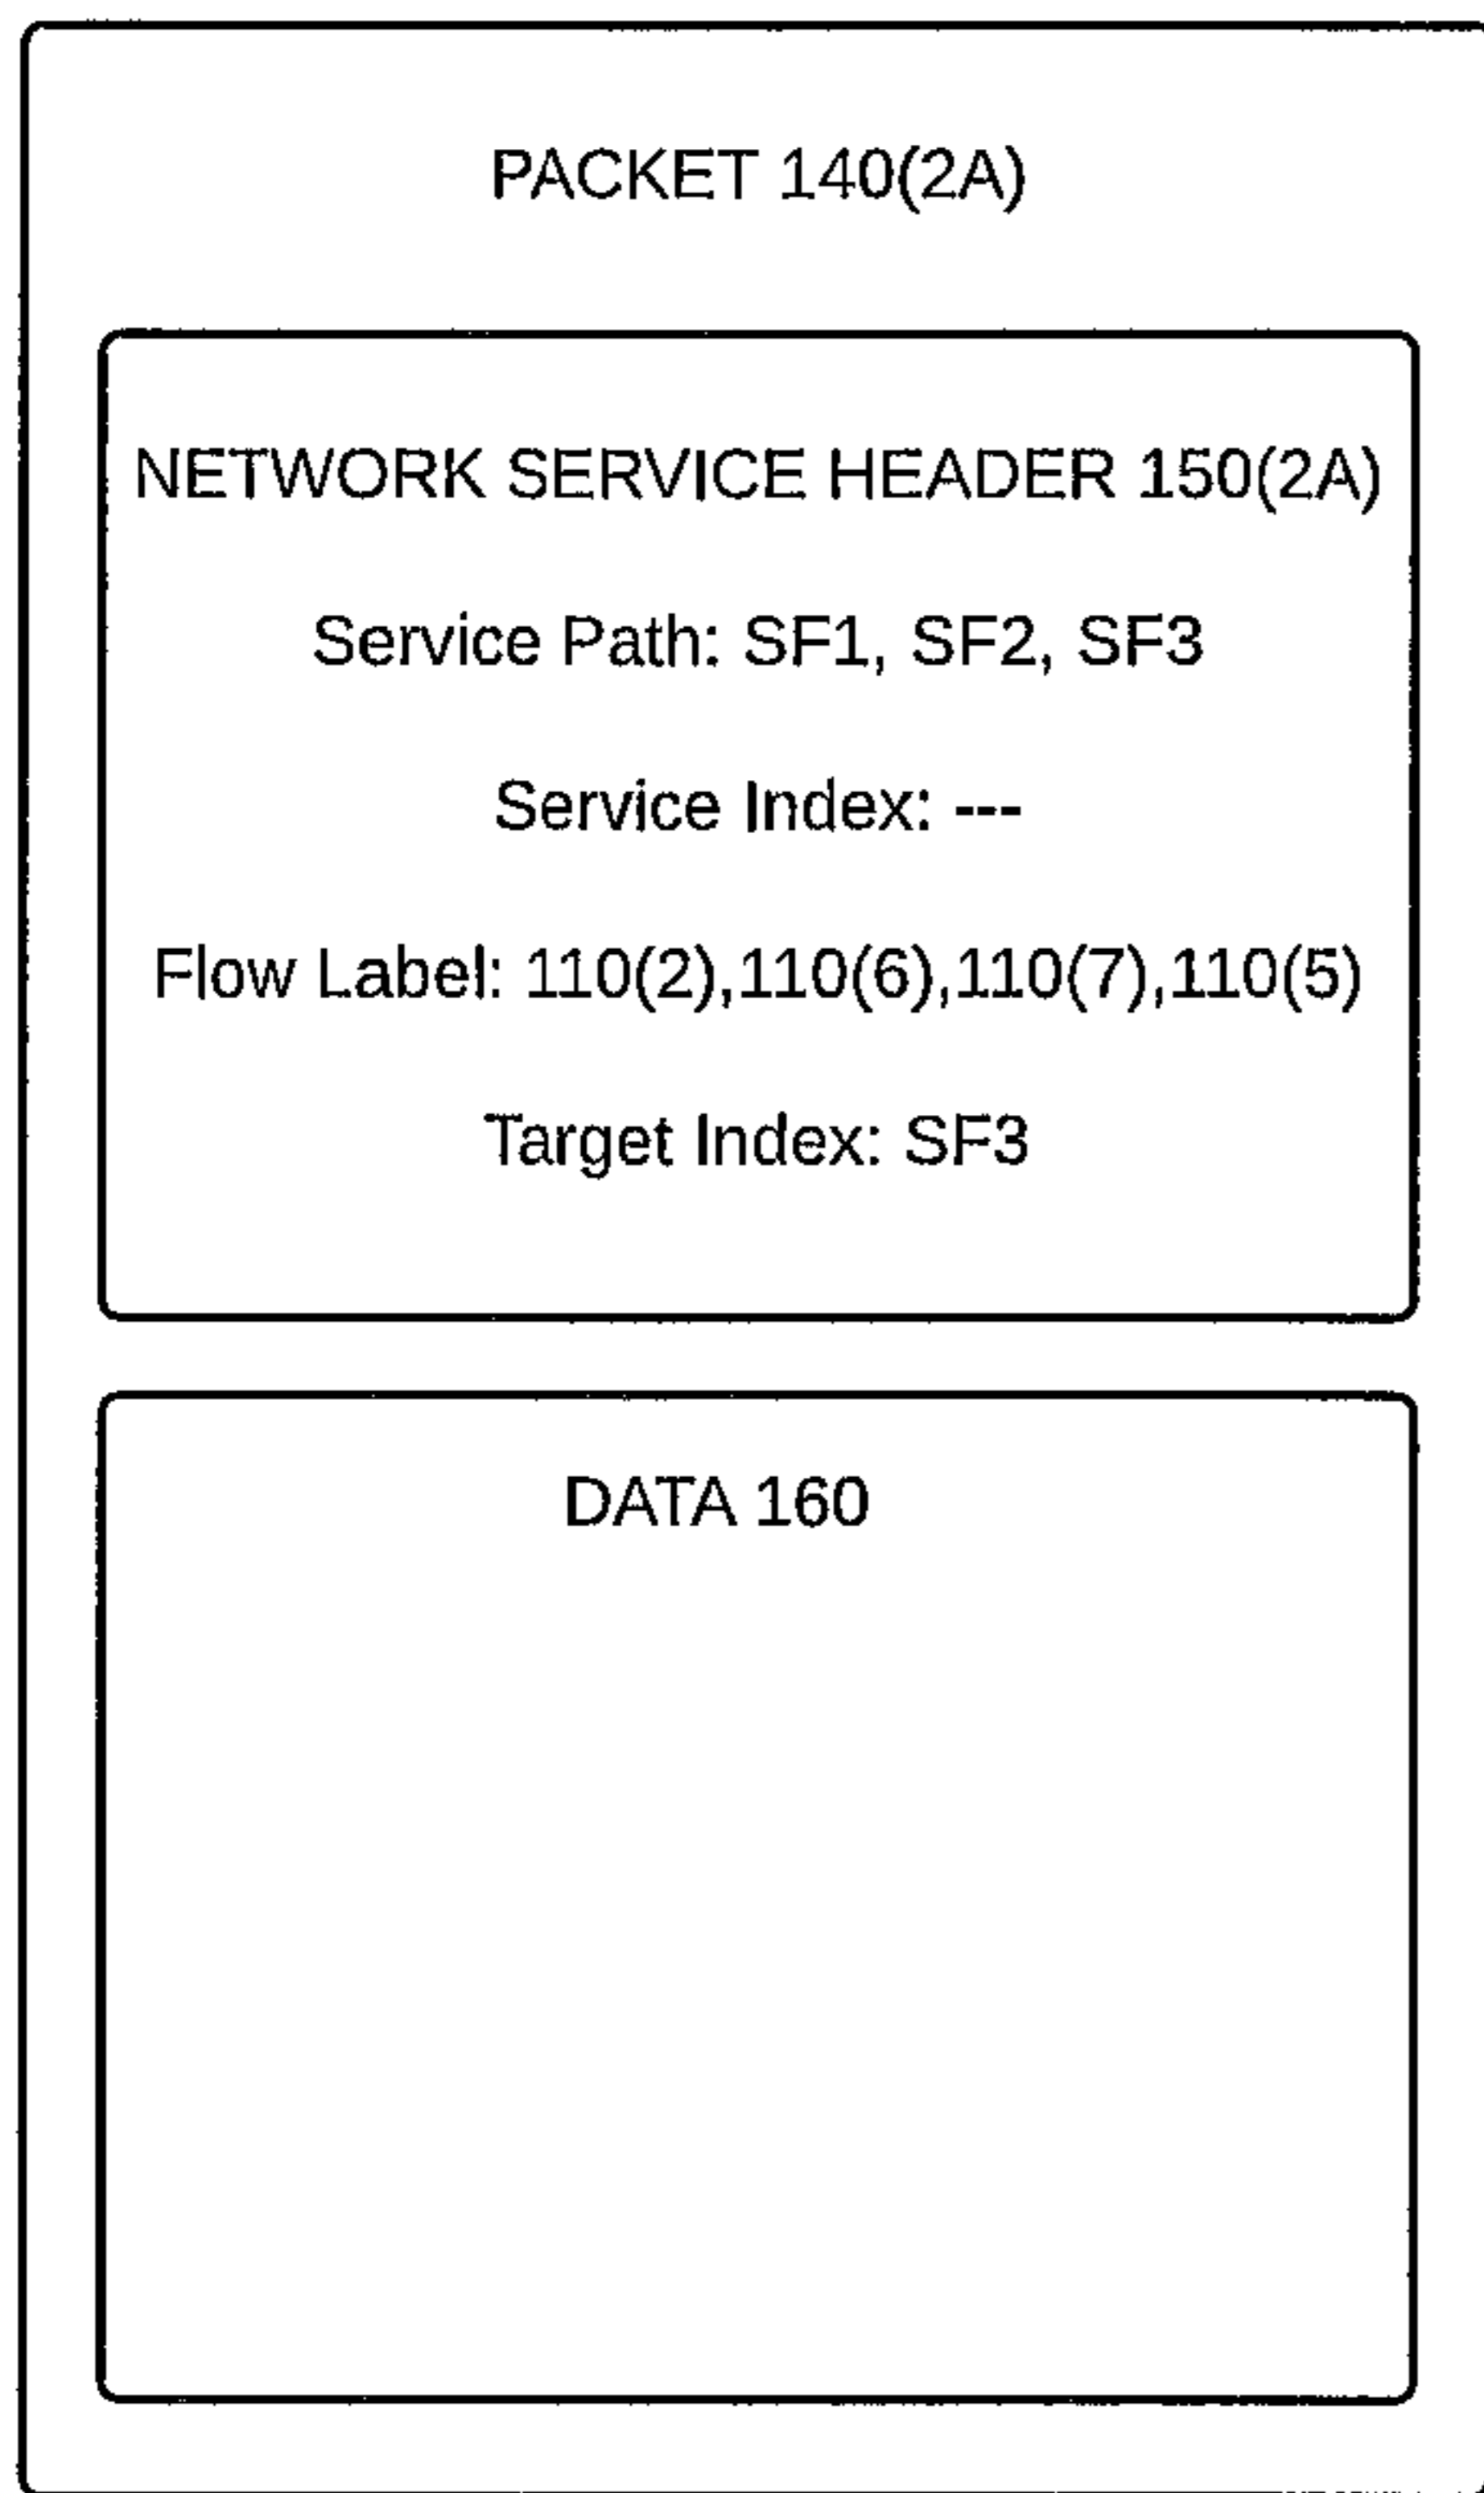 PACKET 140(2A)
NETWORK SERVICE HEADER 150(2A)
Service Path: SF1, SF2, SF3
Service Index: ---
Flow Label: 110(2),110(6),110(7),110(5)
Target Index: SF3
DATA 160